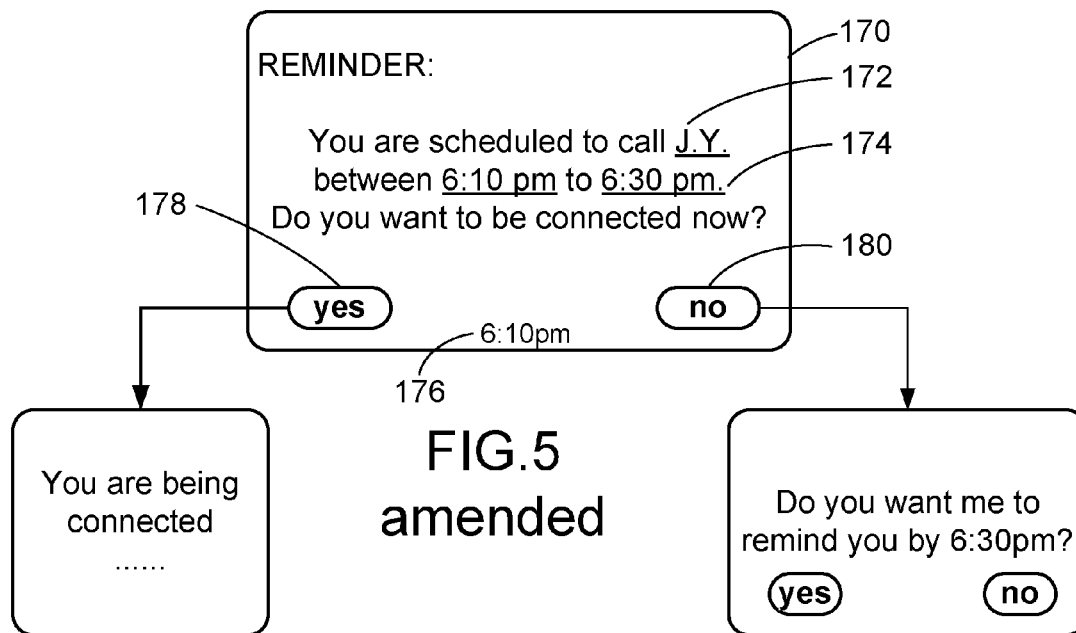 REMINDER:
170
172
You are scheduled to call J.Y.
between 6:10 pm to 6:30 pm.
174
Do you want to be connected now?
178
180
yes
no
6:10pm
176
FIG.5
amended
You are being
connected
......
Do you want me to
remind you by 6:30pm?
yes
no